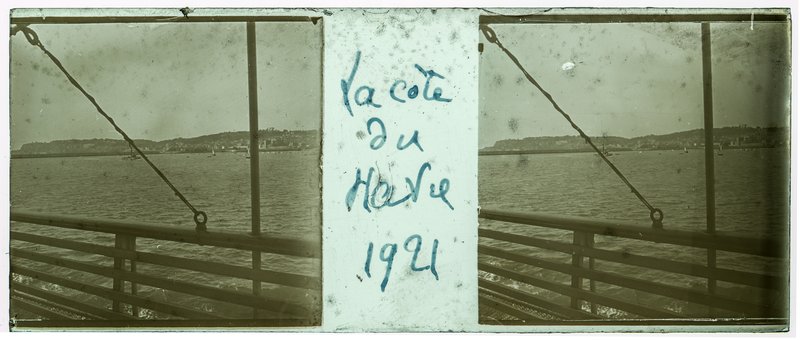 La côte
du
Havre
1921